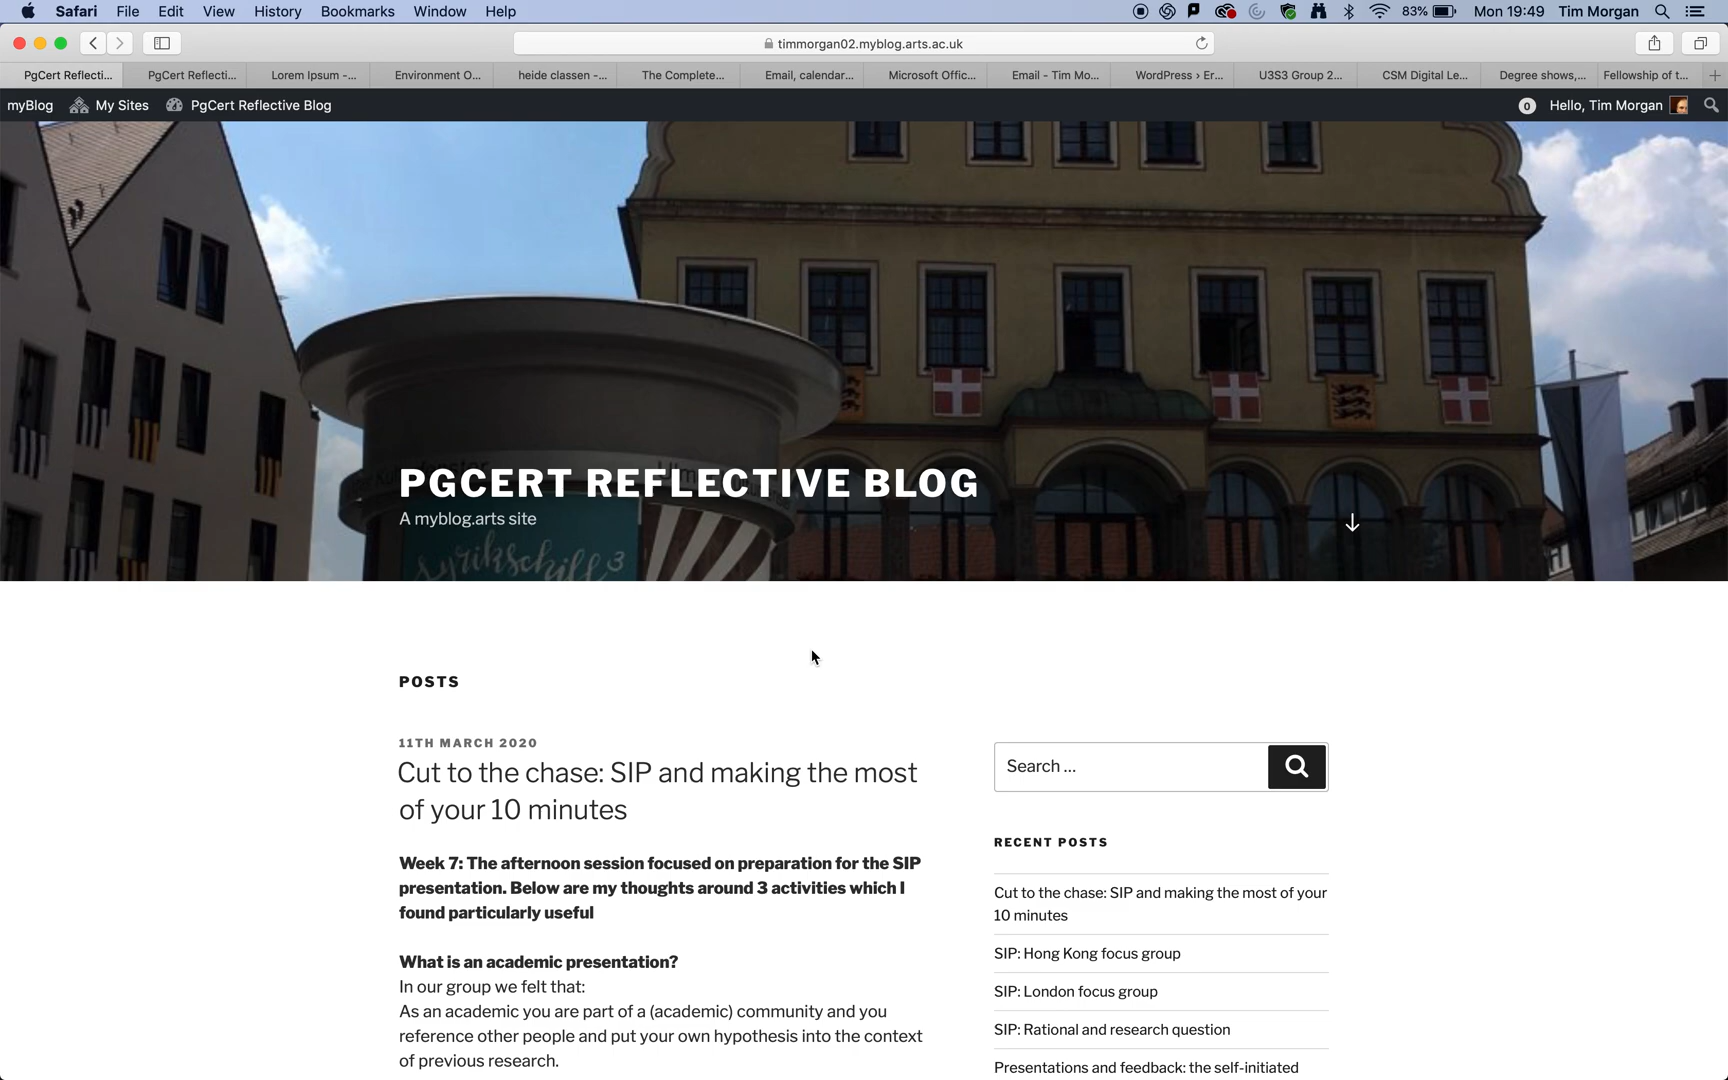 Safari File Edit View History Bookmarks Window Help 83% Mon 19:49 Tim Morgan
timmorgan02.myblog.arts.ac.uk
PgCert Reflecti... PgCert Reflecti... Lorem Ipsum -... Environment O... heide classen -... The Complete... Email, calendar... Microsoft Offic... Email - Tim Mo... WordPress › Er... U3S3 Group 2... CSM Digital Le... Degree shows,... Fellowship of t...
myBlog My Sites PgCert Reflective Blog 0 Hello, Tim Morgan
PGCERT REFLECTIVE BLOG
A myblog.arts site
POSTS
11TH MARCH 2020
Cut to the chase: SIP and making the most
of your 10 minutes
Week 7: The afternoon session focused on preparation for the SIP
presentation. Below are my thoughts around 3 activities which I
found particularly useful
What is an academic presentation?
In our group we felt that:
As an academic you are part of a (academic) community and you
reference other people and put your own hypothesis into the context
of previous research.
Search ...
RECENT POSTS
Cut to the chase: SIP and making the most of your
10 minutes
SIP: Hong Kong focus group
SIP: London focus group
SIP: Rational and research question
Presentations and feedback: the self-initiated